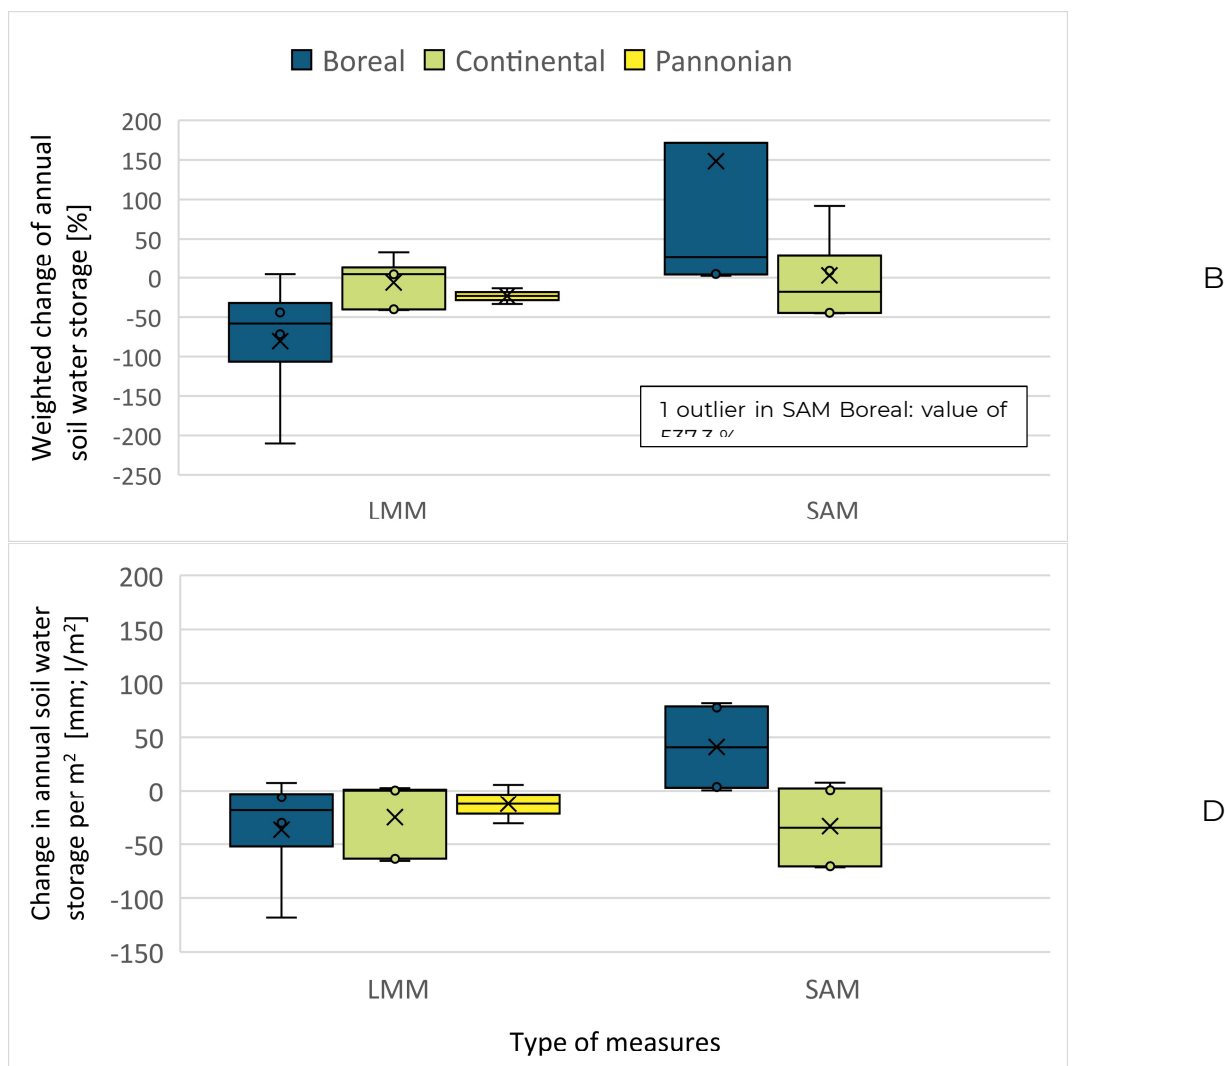 Boreal Continental Pannonian
Weighted change of annual
soil water storage [%]
200
150
100
50
0
-50
-100
-150
-200
-250
1 outlier in SAM Boreal: value of
537.3 %
LMM SAM
B
Change in annual soil water
storage per m² [mm; l/m²]
200
150
100
50
0
-50
-100
-150
LMM SAM
Type of measures
D